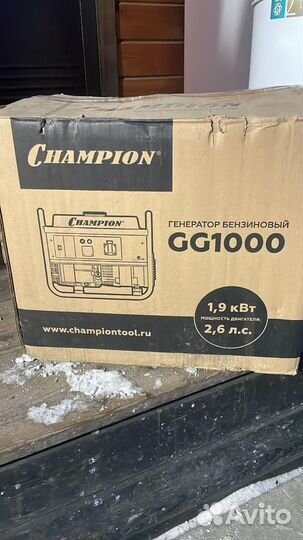 CHAMPION®
CHAMPION
ГЕНЕРАТОР БЕНЗИНОВЫЙ
GG1000
1,9 кВт
МОЩНОСТЬ ДВИГАТЕЛЯ:
2,6 л.с.
www.championtool.ru
Avito